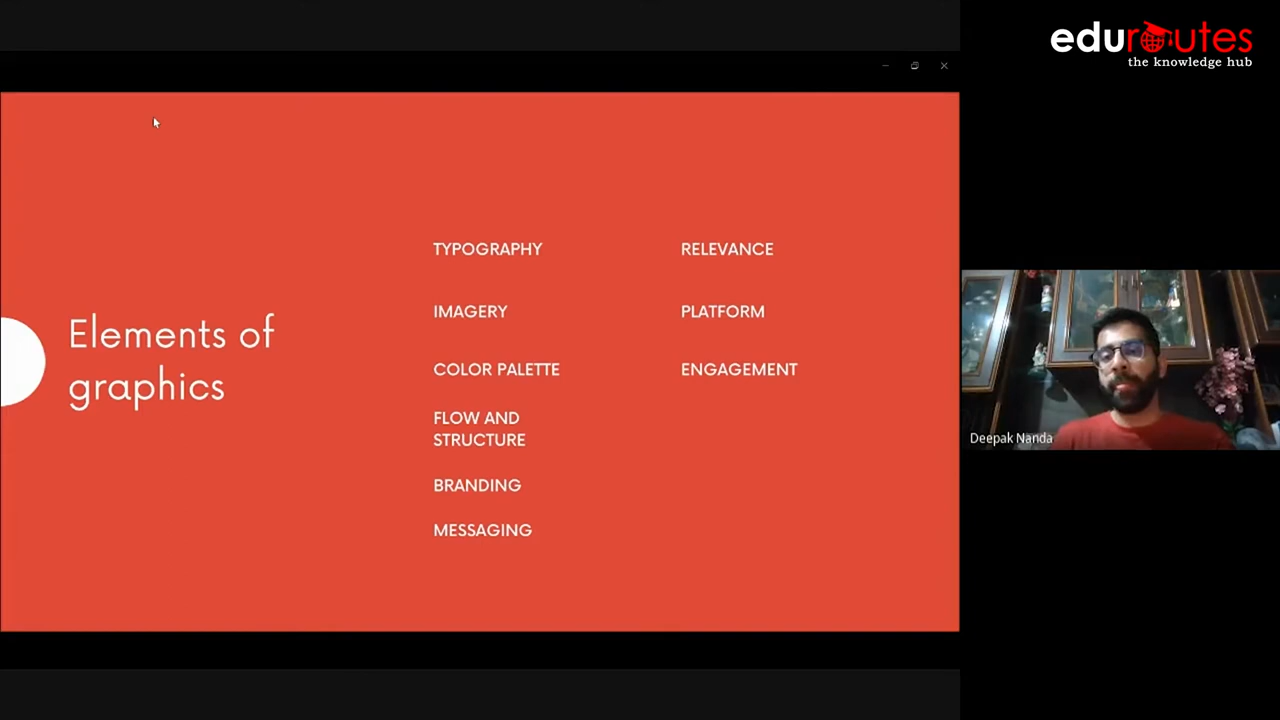 eduroutes
the knowledge hub
Elements of
graphics
TYPOGRAPHY
IMAGERY
COLOR PALETTE
FLOW AND
STRUCTURE
BRANDING
MESSAGING
RELEVANCE
PLATFORM
ENGAGEMENT
Deepak Nanda